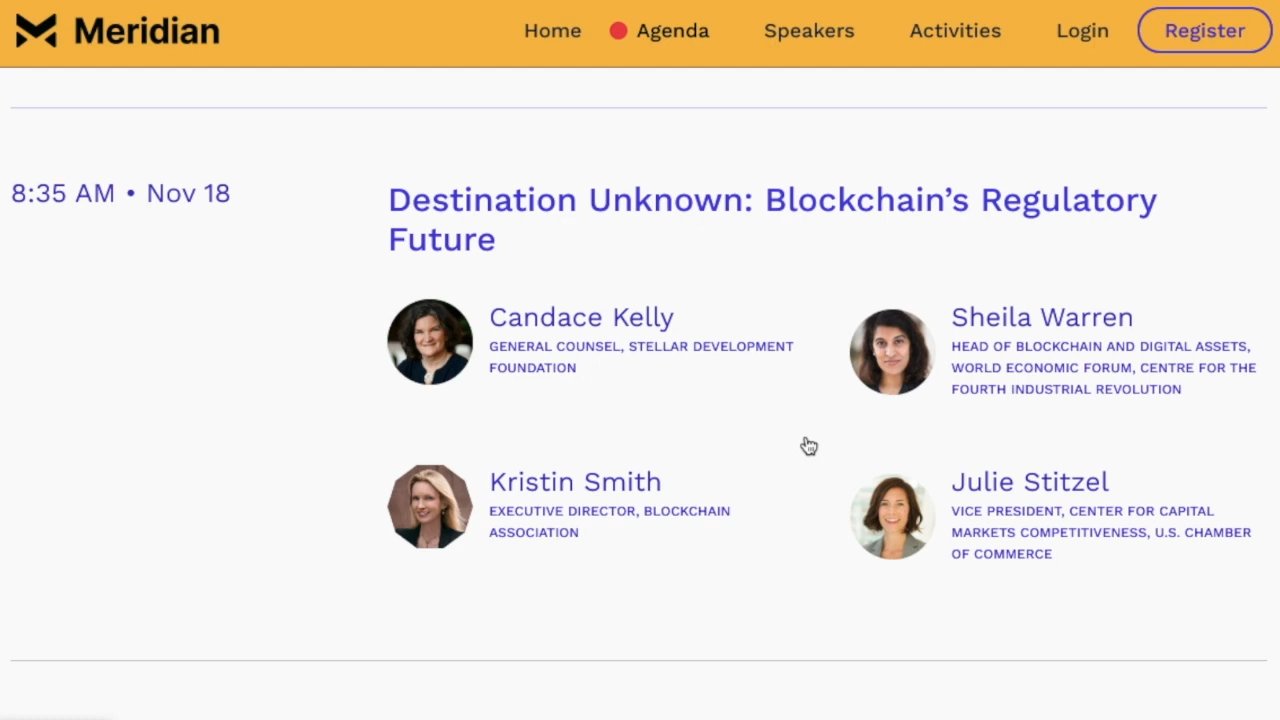 Meridian
Home
Agenda
Speakers
Activities
Login
Register
8:35 AM • Nov 18
Destination Unknown: Blockchain’s Regulatory
Future
Candace Kelly
GENERAL COUNSEL, STELLAR DEVELOPMENT
FOUNDATION
Sheila Warren
HEAD OF BLOCKCHAIN AND DIGITAL ASSETS,
WORLD ECONOMIC FORUM, CENTRE FOR THE
FOURTH INDUSTRIAL REVOLUTION
Kristin Smith
EXECUTIVE DIRECTOR, BLOCKCHAIN
ASSOCIATION
Julie Stitzel
VICE PRESIDENT, CENTER FOR CAPITAL
MARKETS COMPETITIVENESS, U.S. CHAMBER
OF COMMERCE